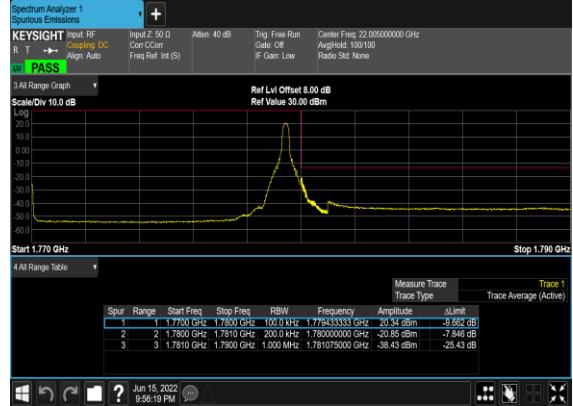 Spectrum Analyzer 1
Spurious Emissions
KEYSIGHT Input: RF Input Z: 50 Ω Atten: 40 dB Trig: Free Run Center Freq: 22.005000000 GHz
R T Coupling: DC Corr CCorr Gate: Off Avg|Hold: 100/100
Align: Auto Freq Ref: Int (S) IF Gain: Low Radio Std: None
LW PASS
3 All Range Graph Ref Lvl Offset 8.00 dB
Scale/Div 10.0 dB Ref Value 30.00 dBm
Log
20.0
10.0
0.00
-10.0
-20.0
-30.0
-40.0
-50.0
-60.0
Start 1.770 GHz Stop 1.790 GHz
4 All Range Table
Measure Trace Trace 1
Trace Type Trace Average (Active)
Spur Range Start Freq Stop Freq RBW Frequency Amplitude ΔLimit
1 1 1.7700 GHz 1.7800 GHz 100.0 kHz 1.779433333 GHz 20.34 dBm -9.662 dB
2 2 1.7800 GHz 1.7810 GHz 200.0 kHz 1.780000000 GHz -20.85 dBm -7.846 dB
3 3 1.7810 GHz 1.7900 GHz 1.000 MHz 1.781075000 GHz -38.43 dBm -25.43 dB
? Jun 15, 2022
9:56:19 PM